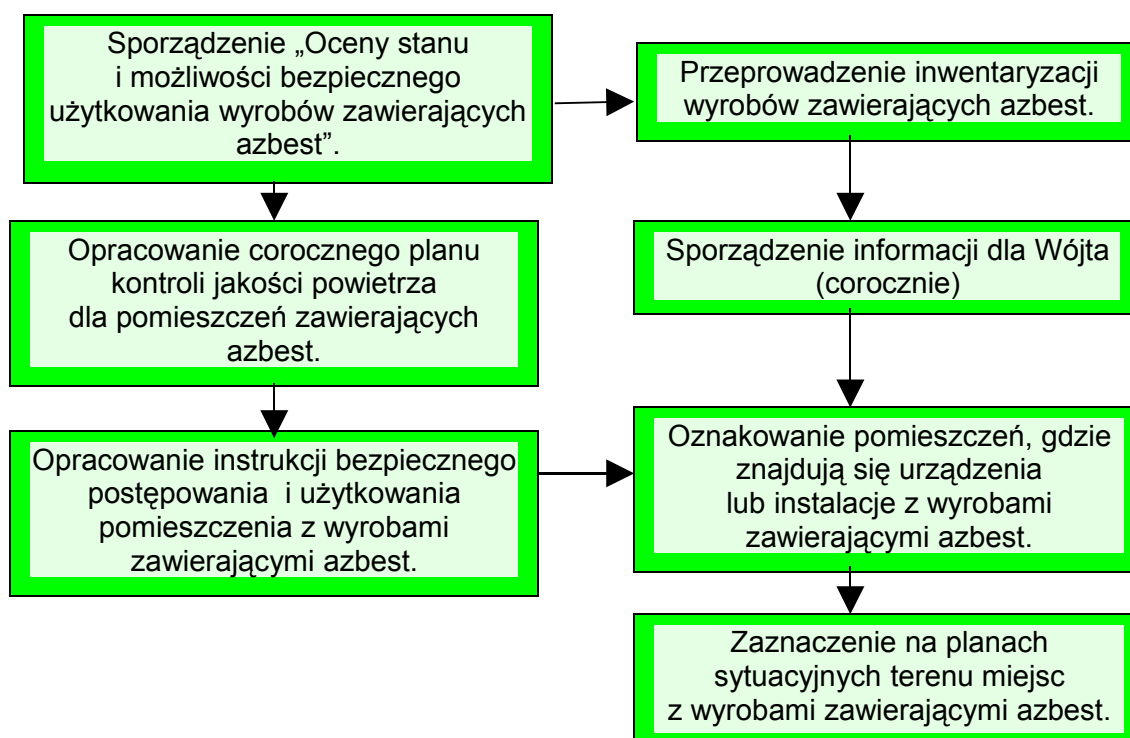 Sporządzenie „Oceny stanu
i możliwości bezpiecznego
użytkowania wyrobów zawierających
azbest”.
Przeprowadzenie inwentaryzacji
wyrobów zawierających azbest.
Opracowanie corocznego planu
kontroli jakości powietrza
dla pomieszczeń zawierających
azbest.
Sporządzenie informacji dla Wójta
(corocznie)
Opracowanie instrukcji bezpiecznego
postępowania i użytkowania
pomieszczenia z wyrobami
zawierającymi azbest.
Oznakowanie pomieszczeń, gdzie
znajdują się urządzenia
lub instalacje z wyrobami
zawierającymi azbest.
Zaznaczenie na planach
sytuacyjnych terenu miejsc
z wyrobami zawierającymi azbest.